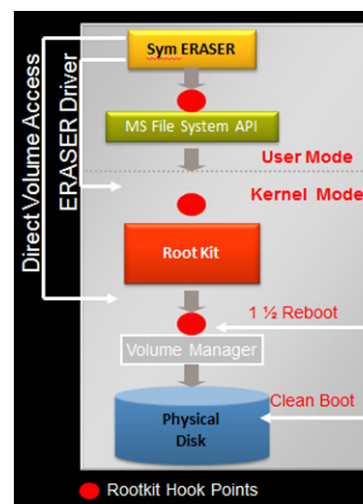 Direct Volume Access
ERASER Driver
Sym ERASER
MS File System API
User Mode
Kernel Mode
Root Kit
1 ½ Reboot
Volume Manager
Clean Boot
Physical
Disk
Rootkit Hook Points